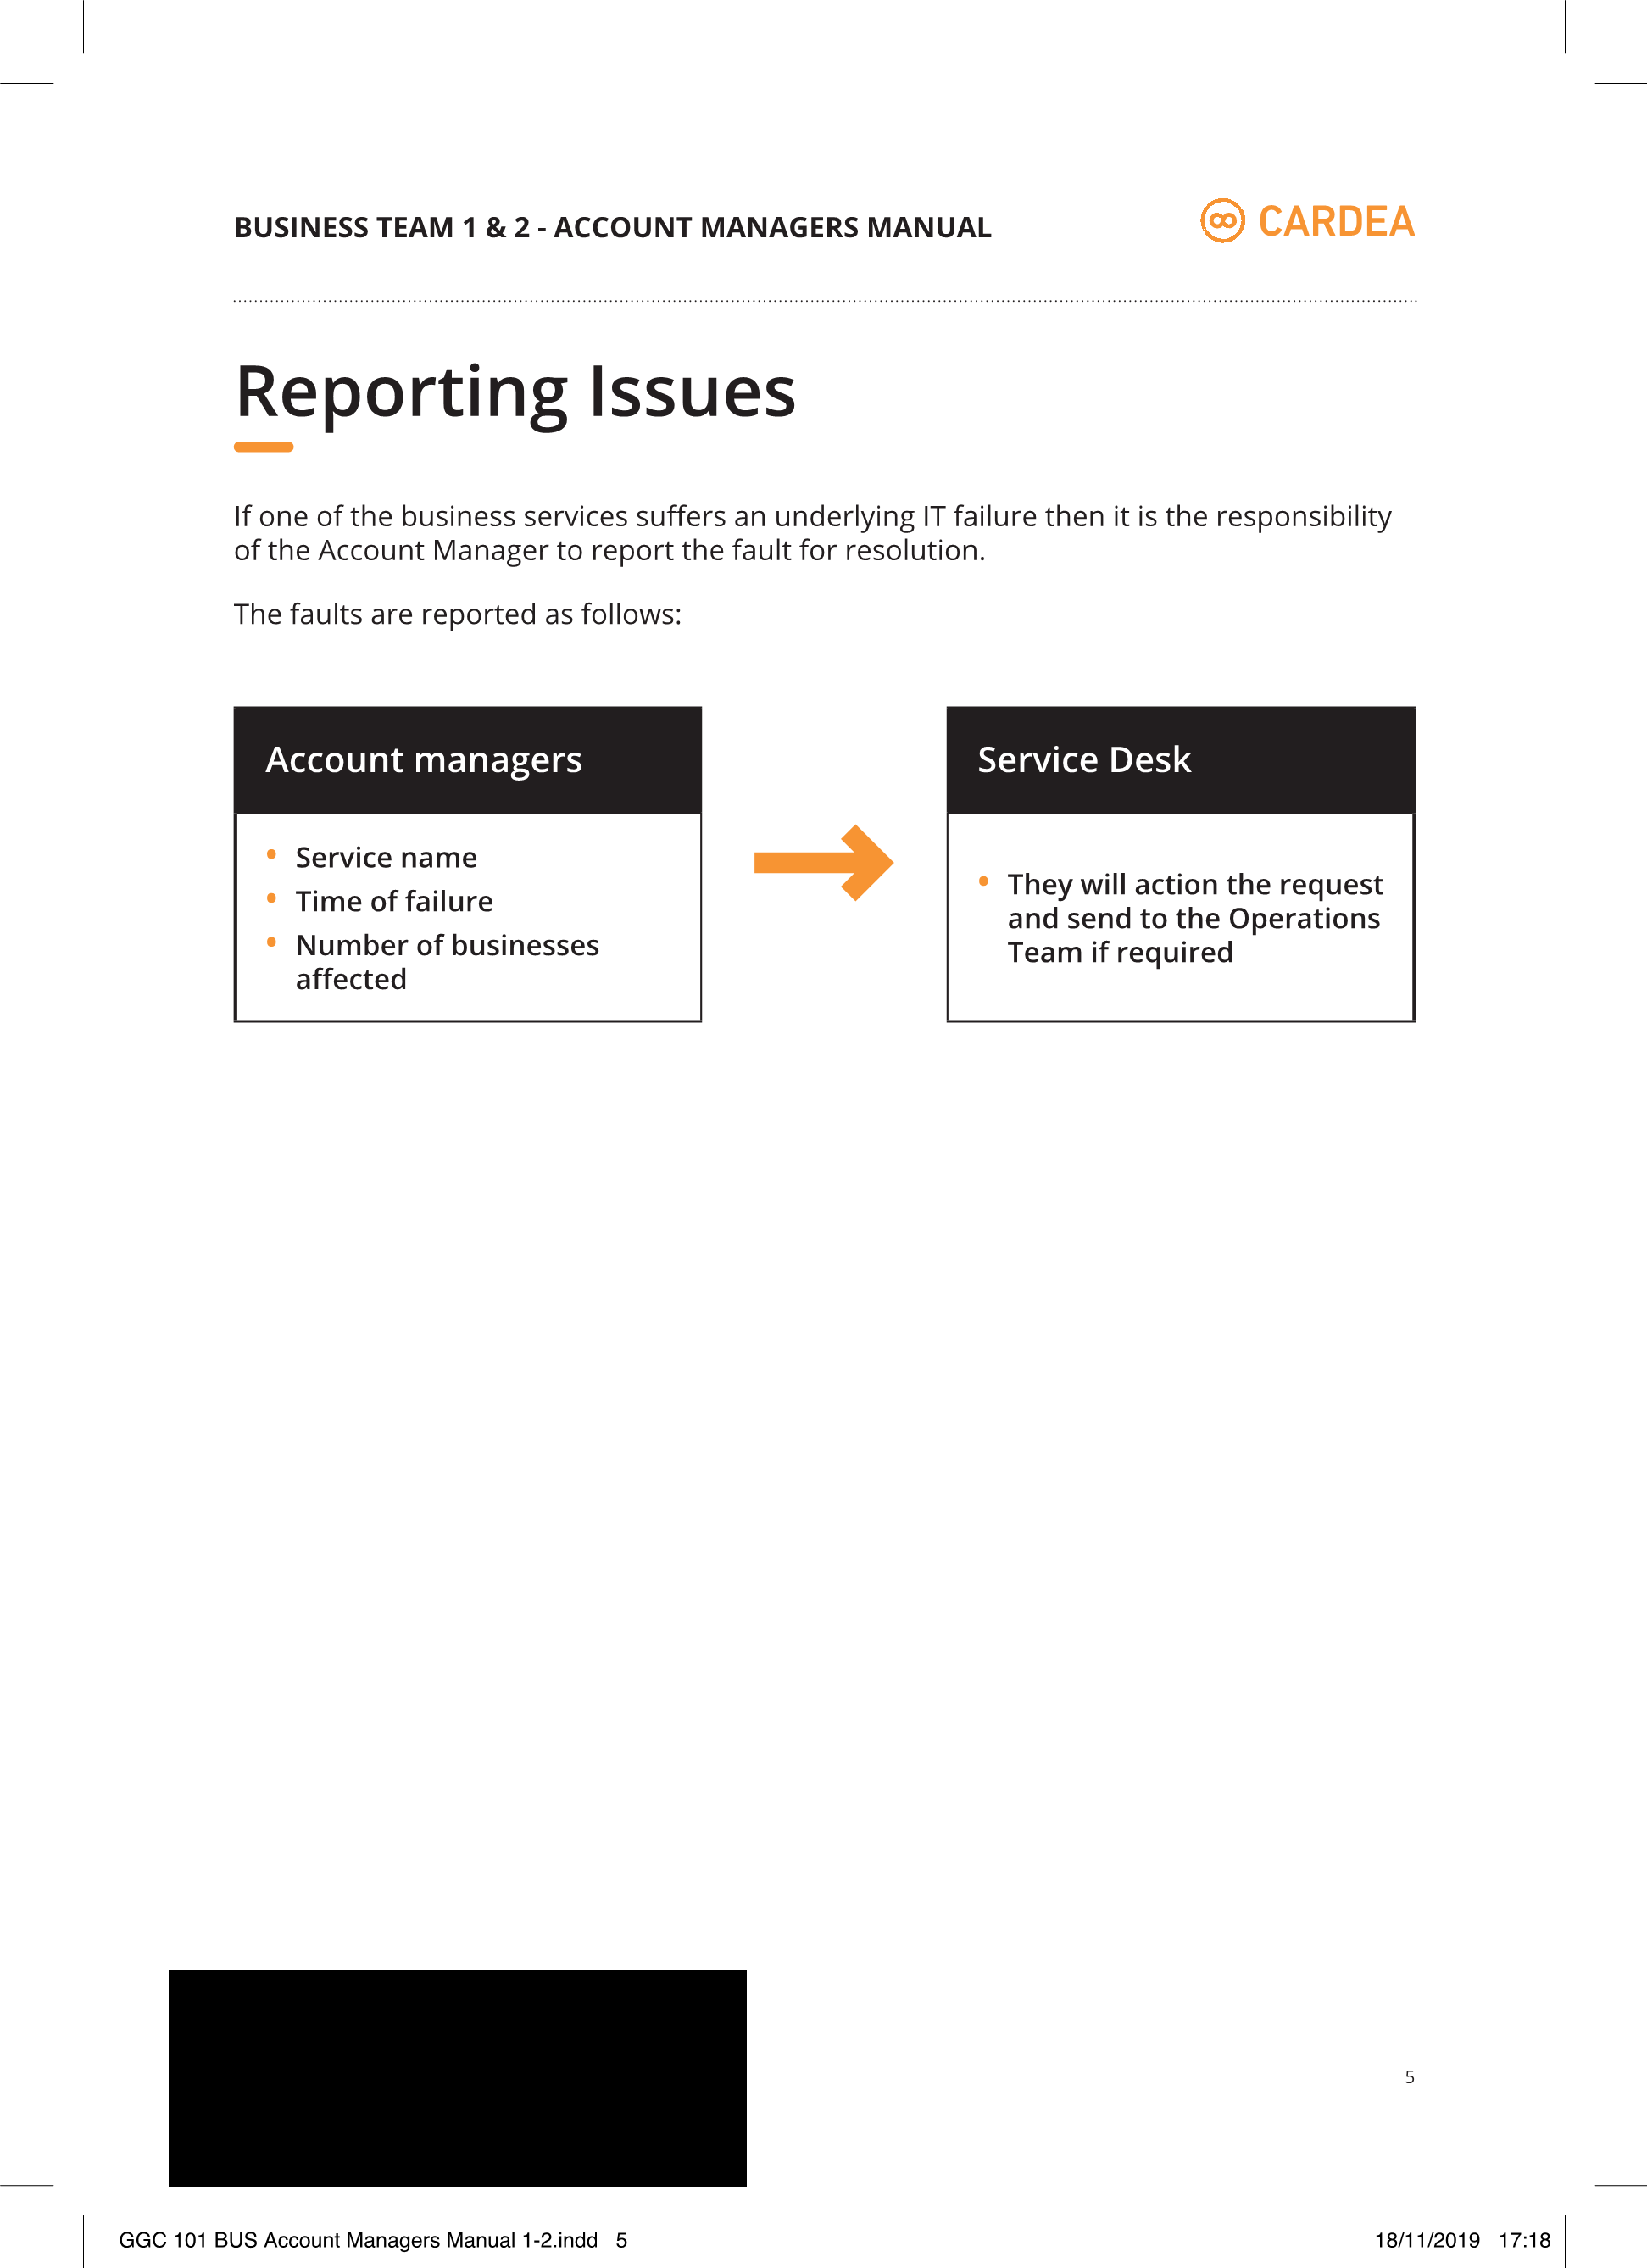 BUSINESS TEAM 1 & 2 - ACCOUNT MANAGERS MANUAL
CARDEA
Reporting Issues
If one of the business services suffers an underlying IT failure then it is the responsibility
of the Account Manager to report the fault for resolution.
The faults are reported as follows:
Account managers
• Service name
• Time of failure
• Number of businesses
affected
Service Desk
• They will action the request
and send to the Operations
Team if required
5
GGC 101 BUS Account Managers Manual 1-2.indd 5
18/11/2019 17:18